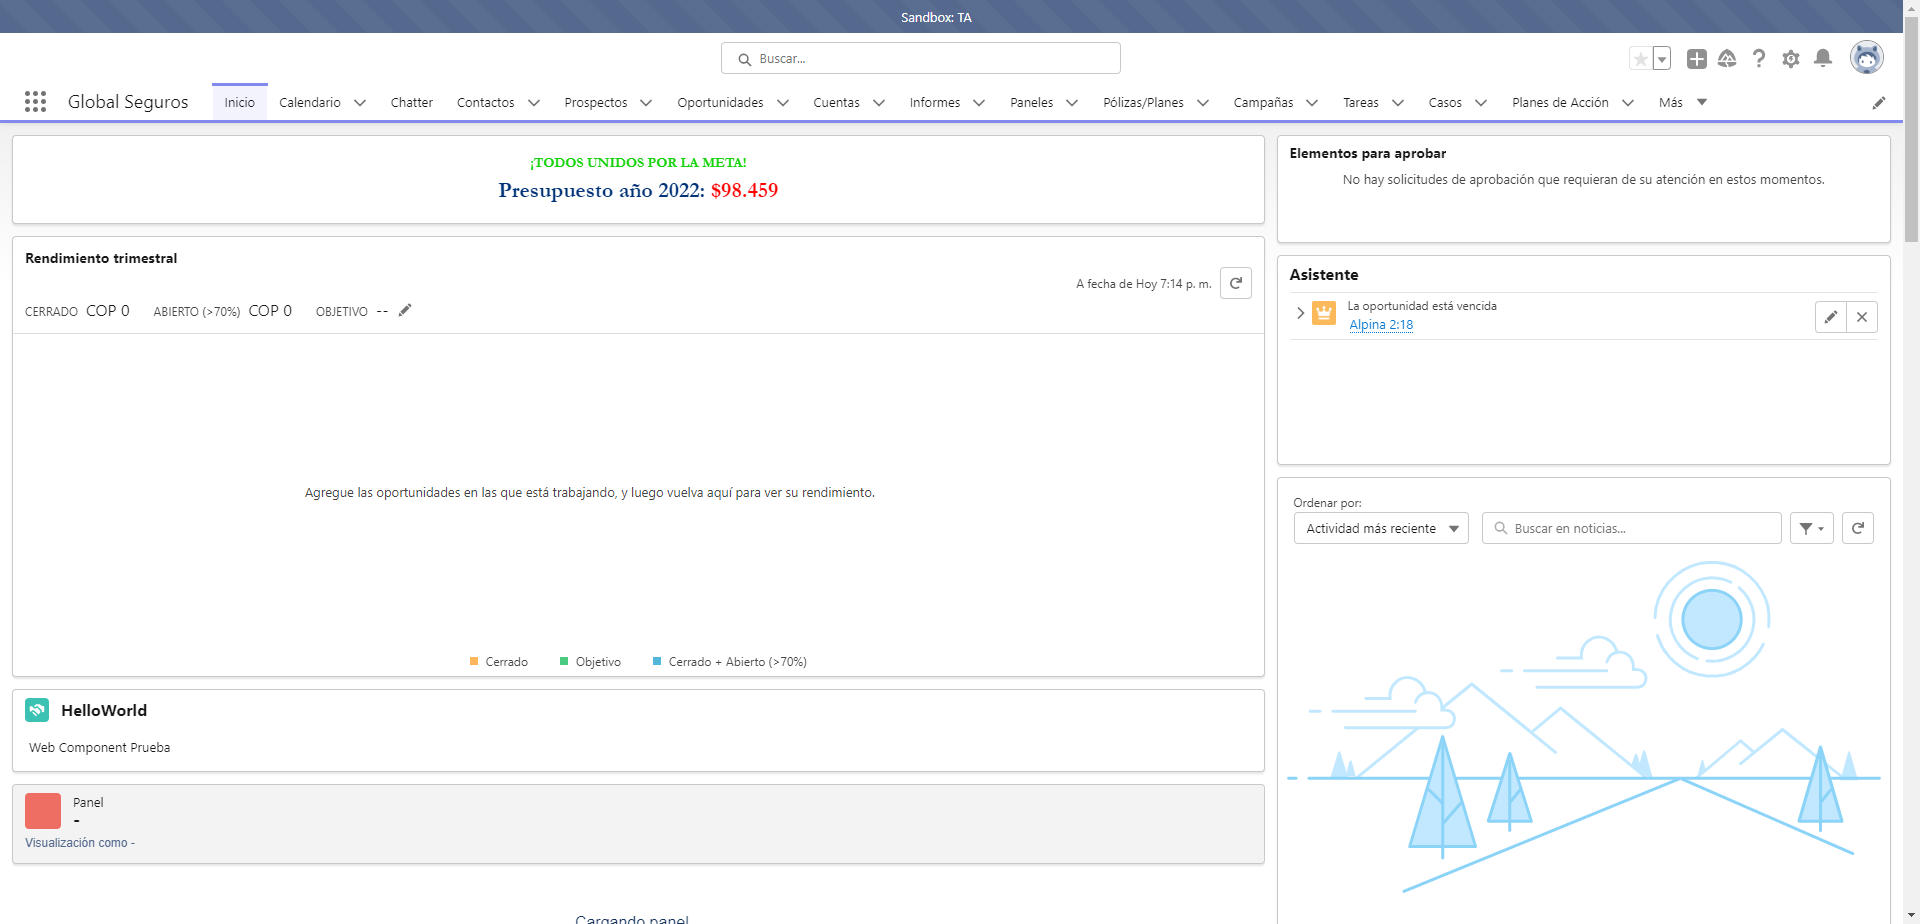 Sandbox: TA
Buscar...
Global Seguros
Inicio
Calendario
Chatter
Contactos
Prospectos
Oportunidades
Cuentas
Informes
Paneles
Pólizas/Planes
Campañas
Tareas
Casos
Planes de Acción
Más
¡TODOS UNIDOS POR LA META!
Presupuesto año 2022: $98.459
Rendimiento trimestral
A fecha de Hoy 7:14 p. m.
CERRADO COP 0 ABIERTO (>70%) COP 0 OBJETIVO --
Agregue las oportunidades en las que está trabajando, y luego vuelva aquí para ver su rendimiento.
Cerrado
Objetivo
Cerrado + Abierto (>70%)
HelloWorld
Web Component Prueba
Panel
-
Visualización como -
Cargando panel
Elementos para aprobar
No hay solicitudes de aprobación que requieran de su atención en estos momentos.
Asistente
La oportunidad está vencida
Alpina 2:18
Ordenar por:
Actividad más reciente
Buscar en noticias...